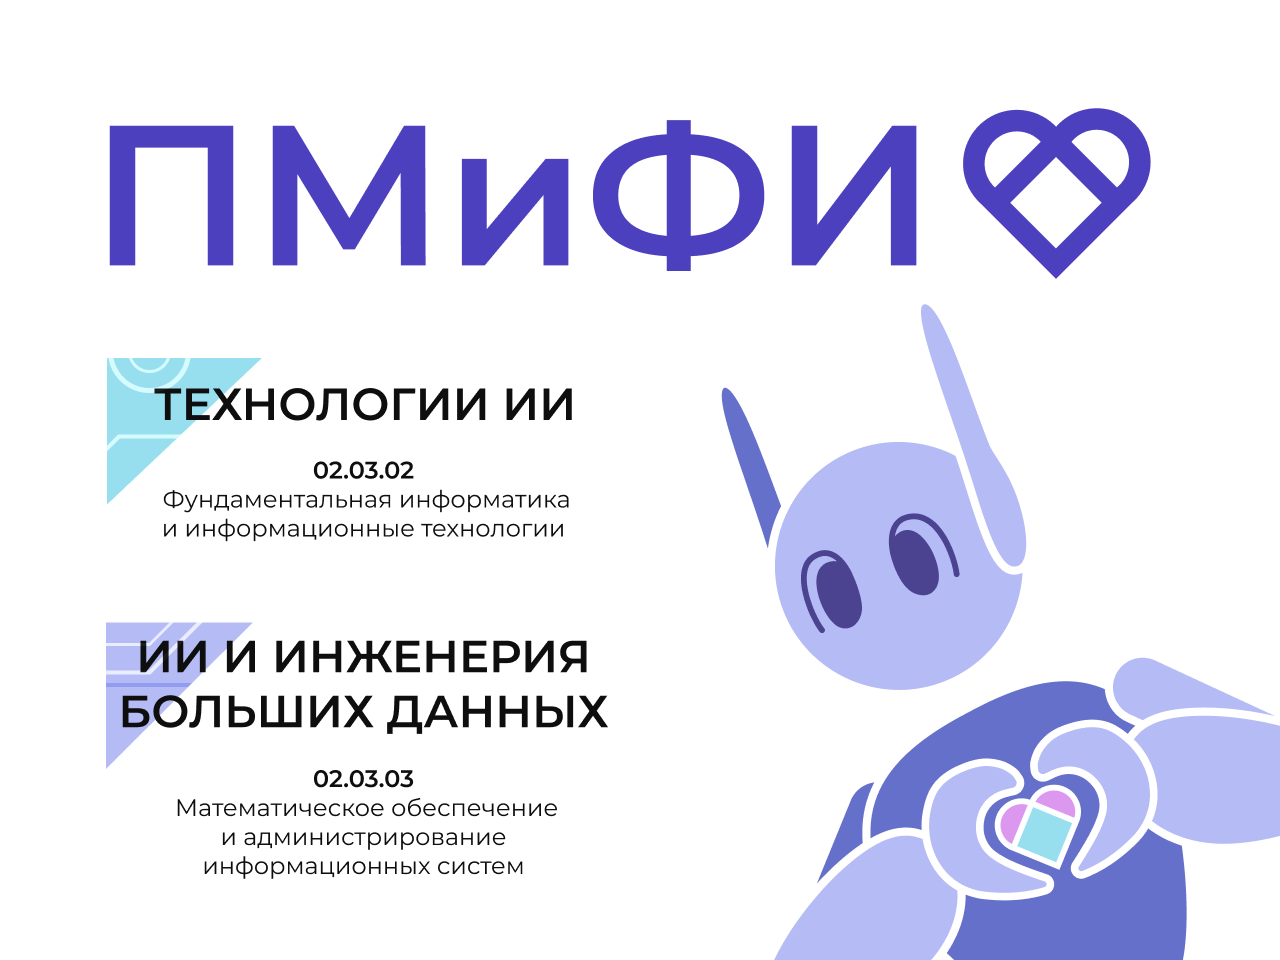 ПМиФИ
ТЕХНОЛОГИИ ИИ
02.03.02
Фундаментальная информатика
и информационные технологии
ИИ И ИНЖЕНЕРИЯ
БОЛЬШИХ ДАННЫХ
02.03.03
Математическое обеспечение
и администрирование
информационных систем